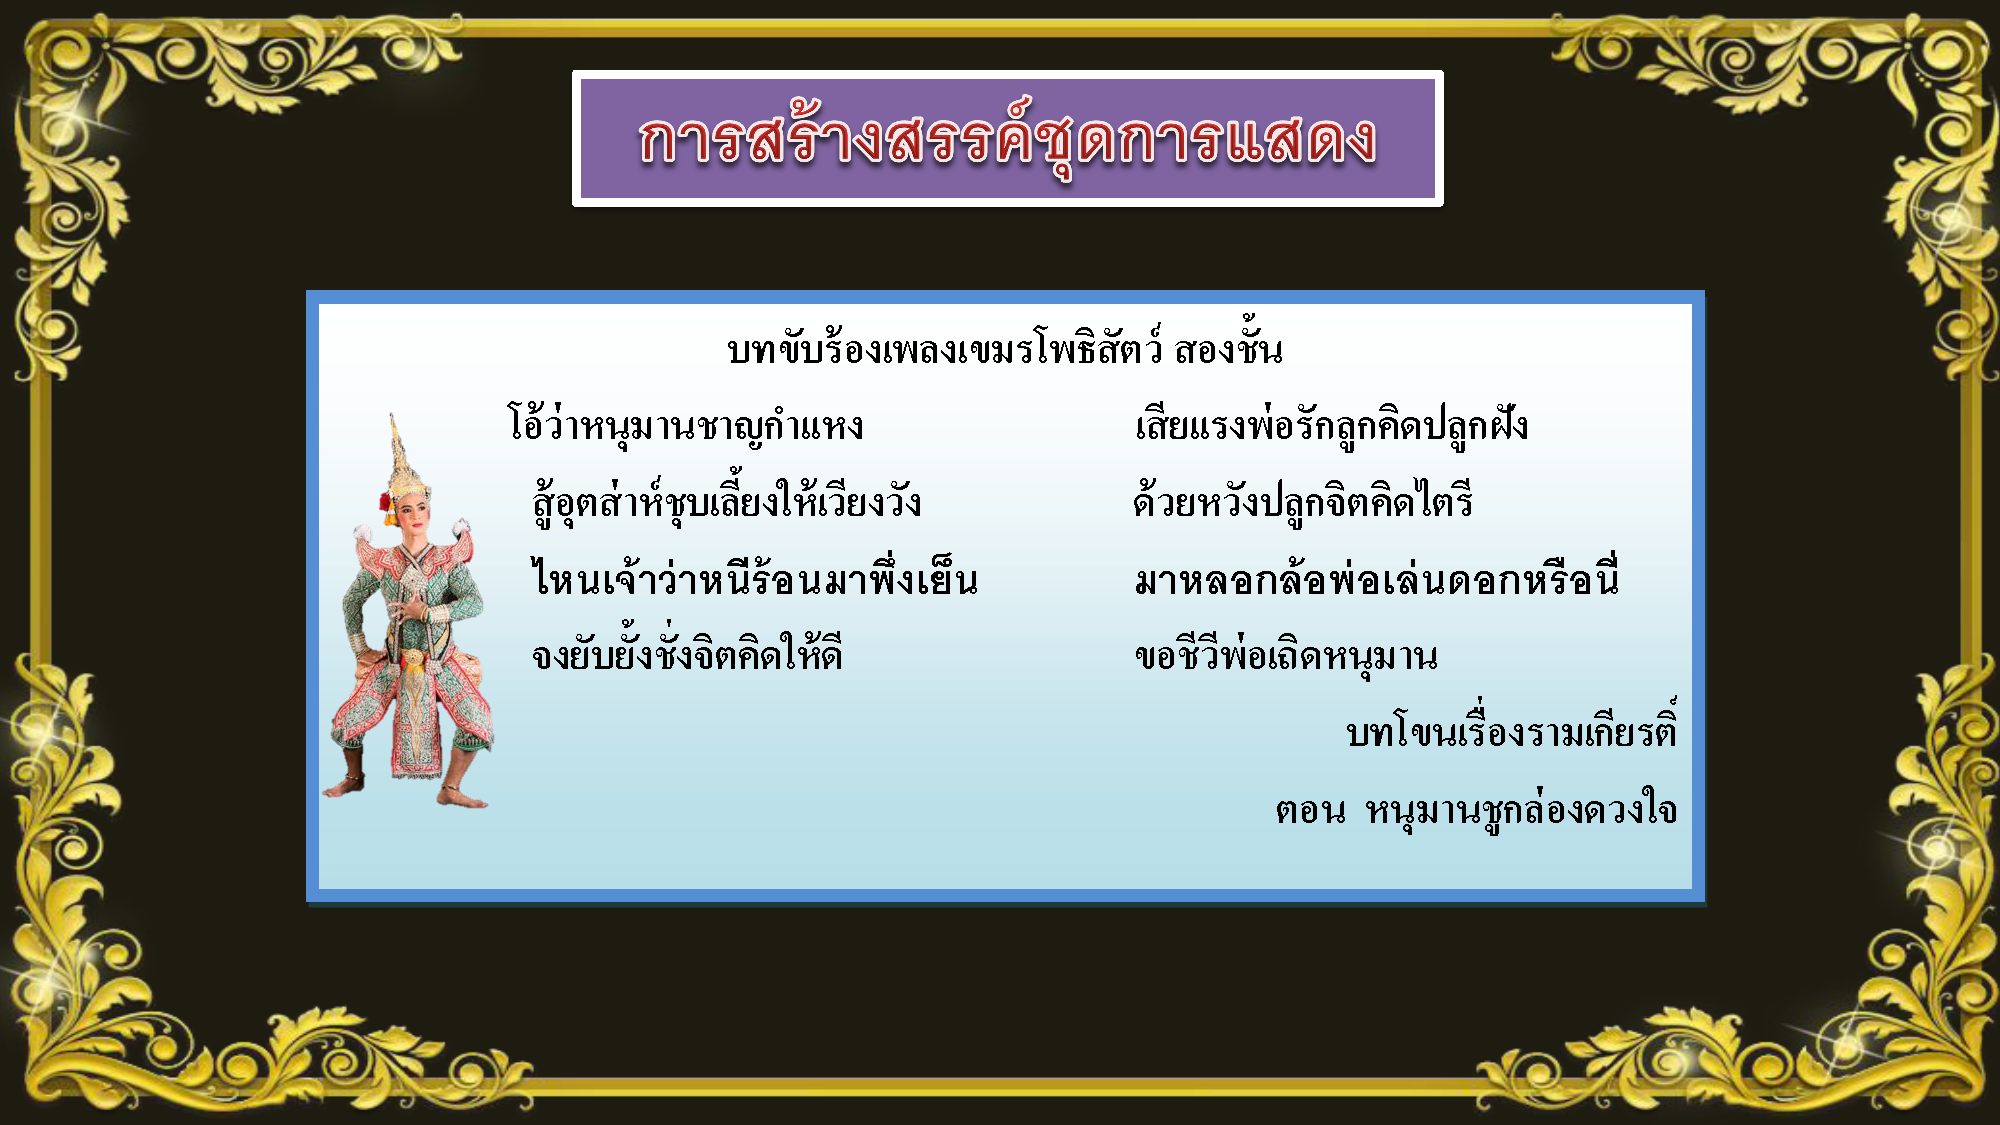 การสร้างสรรค์ชุดการแสดง
บทขับร้องเพลงเขมรโพธิสัตว์ สองชั้น
โอ้ว่าหนุมานชาญกำแหง เสียแรงพ่อรักลูกคิดปลูกฝัง
สู้อุตส่าห์ชุบเลี้ยงให้เวียงวัง ด้วยหวังปลูกจิตคิดไตรี
ไหนเจ้าว่าหนีร้อนมาพึ่งเย็น มาหลอกล้อพ่อเล่นดอกหรือนี่
จงยับยั้งชั่งจิตคิดให้ดี ขอชีวีพ่อเถิดหนุมาน
บทโขนเรื่องรามเกียรติ์
ตอน หนุมานชูกล่องดวงใจ